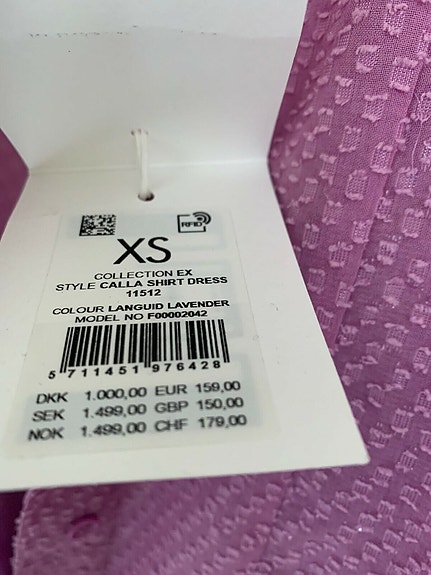 RFID
XS
COLLECTION EX
STYLE CALLA SHIRT DRESS
11512
COLOUR LANGUID LAVENDER
MODEL NO F00002042
5 711451 976428
DKK 1.000,00 EUR 159,00
SEK 1.499,00 GBP 150,00
NOK 1.499,00 CHF 179,00